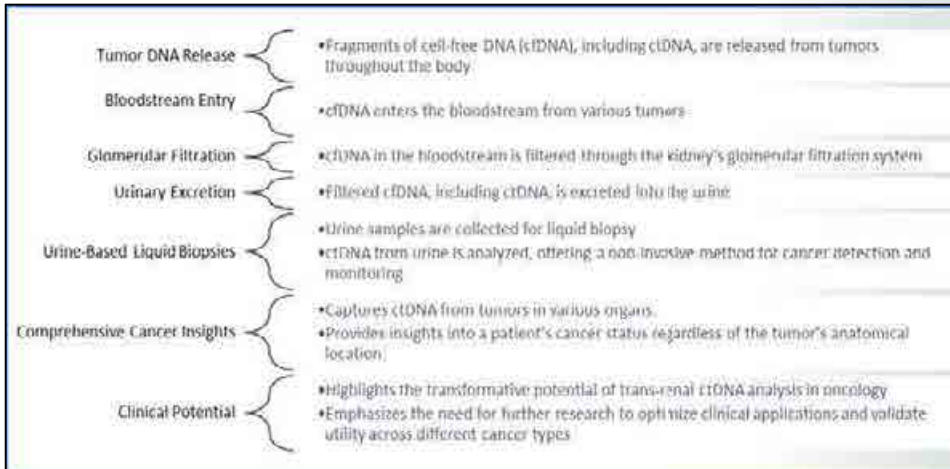 Tumor DNA Release
•Fragments of cell-free DNA (cfDNA), including ctDNA, are released from tumors
throughout the body
Bloodstream Entry
•cfDNA enters the bloodstream from various tumors
Glomerular Filtration
•cfDNA in the bloodstream is filtered through the kidney's glomerular filtration system
Urinary Excretion
•Filtered cfDNA, including ctDNA, is excreted into the urine
Urine-Based Liquid Biopsies
•Urine samples are collected for liquid biopsy
•ctDNA from urine is analyzed, offering a non-invasive method for cancer detection and
monitoring
Comprehensive Cancer Insights
•Captures ctDNA from tumors in various organs.
•Provides insights into a patient's cancer status regardless of the tumor's anatomical
location
Clinical Potential
•Highlights the transformative potential of trans-renal ctDNA analysis in oncology
•Emphasizes the need for further research to optimize clinical applications and validate
utility across different cancer types